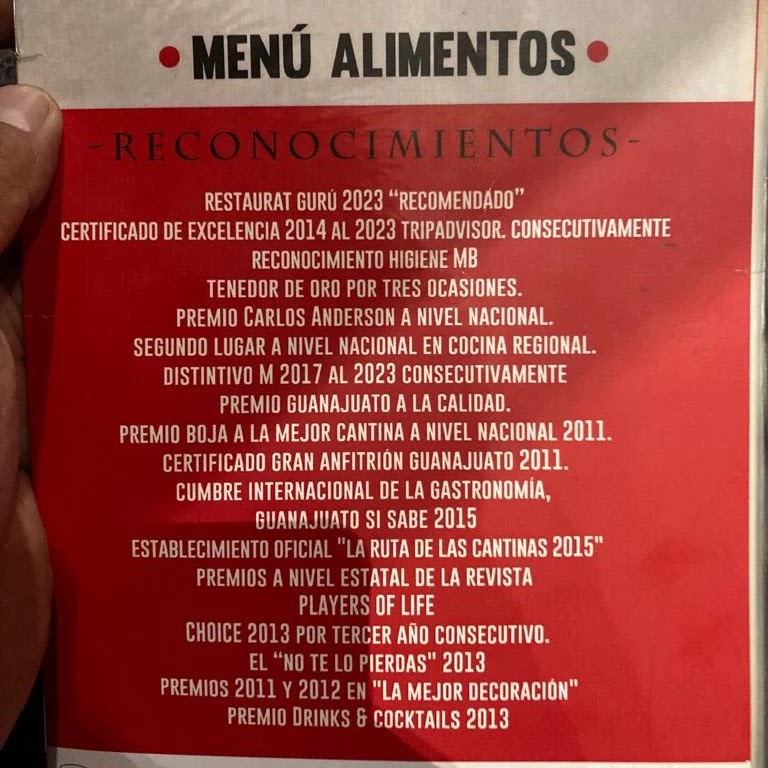 • MENÚ ALIMENTOS •
-RECONOCIMIENTOS-
RESTAURAT GURÚ 2023 “RECOMENDADO”
CERTIFICADO DE EXCELENCIA 2014 AL 2023 TRIPADVISOR. CONSECUTIVAMENTE
RECONOCIMIENTO HIGIENE MB
TENEDOR DE ORO POR TRES OCASIONES.
PREMIO CARLOS ANDERSON A NIVEL NACIONAL.
SEGUNDO LUGAR A NIVEL NACIONAL EN COCINA REGIONAL.
DISTINTIVO M 2017 AL 2023 CONSECUTIVAMENTE
PREMIO GUANAJUATO A LA CALIDAD.
PREMIO BOJA A LA MEJOR CANTINA A NIVEL NACIONAL 2011.
CERTIFICADO GRAN ANFITRIÓN GUANAJUATO 2011.
CUMBRE INTERNACIONAL DE LA GASTRONOMÍA,
GUANAJUATO SI SABE 2015
ESTABLECIMIENTO OFICIAL "LA RUTA DE LAS CANTINAS 2015"
PREMIOS A NIVEL ESTATAL DE LA REVISTA
PLAYERS OF LIFE
CHOICE 2013 POR TERCER AÑO CONSECUTIVO.
EL “NO TE LO PIERDAS" 2013
PREMIOS 2011 Y 2012 EN "LA MEJOR DECORACIÓN"
PREMIO DRINKS & COCKTAILS 2013